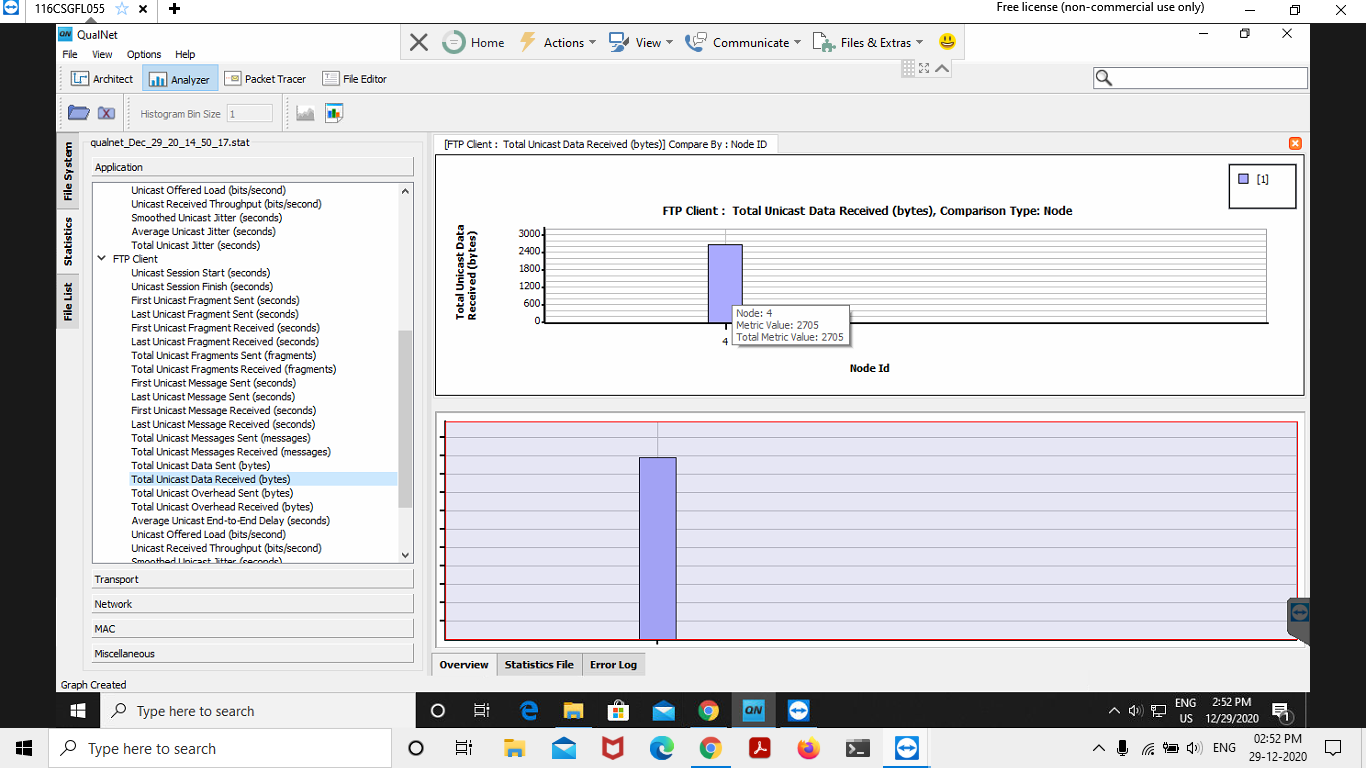 116CSGFL055
Free license (non-commercial use only)
QN QualNet
File View Options Help
Home Actions View Communicate Files & Extras
Architect Analyzer Packet Tracer File Editor
Histogram Bin Size 1
File System
Statistics
File List
qualnet_Dec_29_20_14_50_17.stat
Application
Unicast Offered Load (bits/second)
Unicast Received Throughput (bits/second)
Smoothed Unicast Jitter (seconds)
Average Unicast Jitter (seconds)
Total Unicast Jitter (seconds)
FTP Client
Unicast Session Start (seconds)
Unicast Session Finish (seconds)
First Unicast Fragment Sent (seconds)
Last Unicast Fragment Sent (seconds)
First Unicast Fragment Received (seconds)
Last Unicast Fragment Received (seconds)
Total Unicast Fragments Sent (fragments)
Total Unicast Fragments Received (fragments)
First Unicast Message Sent (seconds)
Last Unicast Message Sent (seconds)
First Unicast Message Received (seconds)
Last Unicast Message Received (seconds)
Total Unicast Messages Sent (messages)
Total Unicast Messages Received (messages)
Total Unicast Data Sent (bytes)
Total Unicast Data Received (bytes)
Total Unicast Overhead Sent (bytes)
Total Unicast Overhead Received (bytes)
Average Unicast End-to-End Delay (seconds)
Unicast Offered Load (bits/second)
Unicast Received Throughput (bits/second)
Smoothed Unicast Jitter (seconds)
Transport
Network
MAC
Miscellaneous
Graph Created
[FTP Client : Total Unicast Data Received (bytes)] Compare By : Node ID
[1]
FTP Client : Total Unicast Data Received (bytes), Comparison Type: Node
Total Unicast Data
Received (bytes)
3000
2400
1800
1200
600
0
4
Node: 4
Metric Value: 2705
Total Metric Value: 2705
Node Id
Overview Statistics File Error Log
Type here to search
QN
ENG
US
2:52 PM
12/29/2020
1
Type here to search
ENG
02:52 PM
29-12-2020